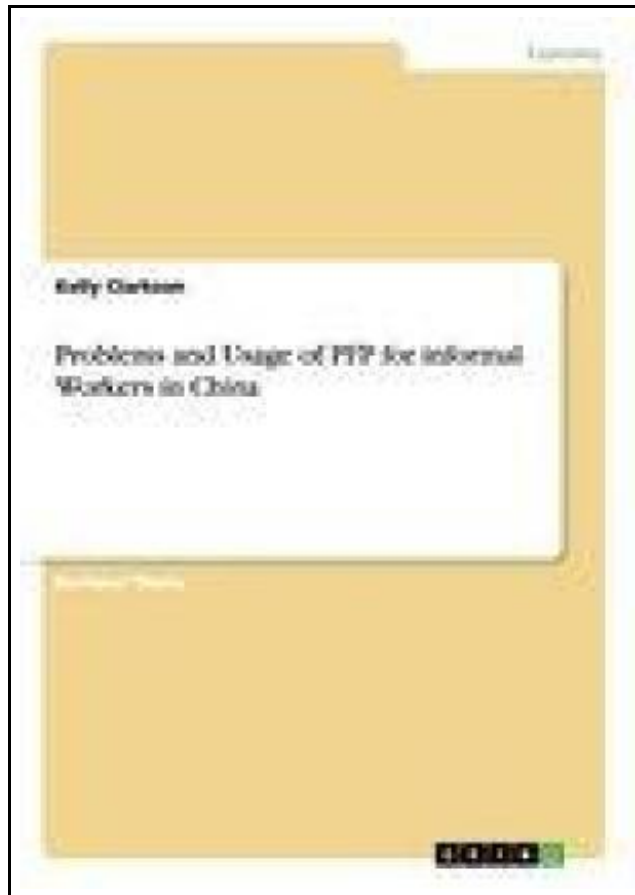 Kelly Clarkson
Problems and Usage of PFP for informal
Workers in China
G R I N